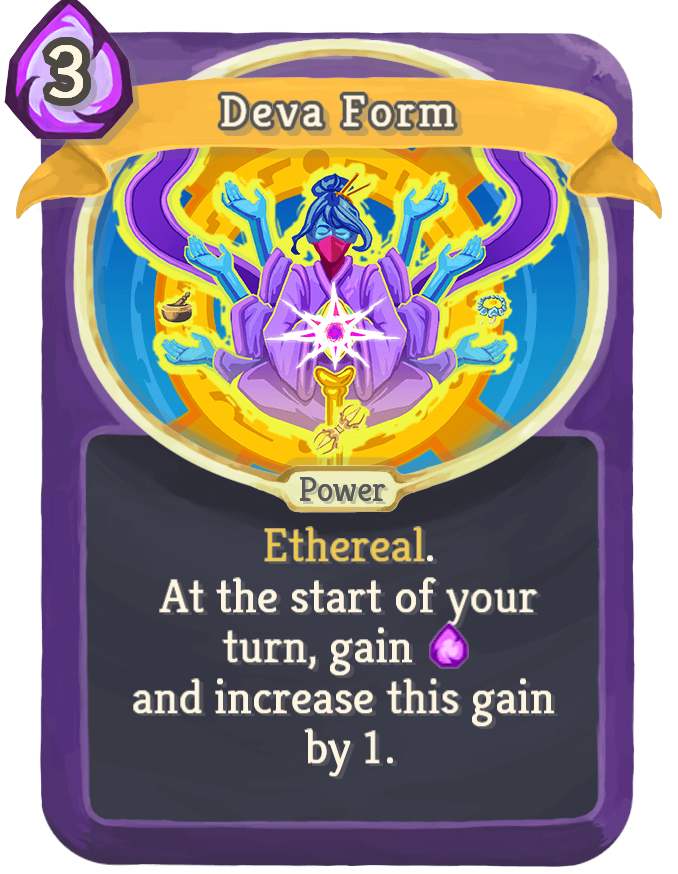 3
Deva Form
Power
Ethereal.
At the start of your
turn, gain
and increase this gain
by 1.